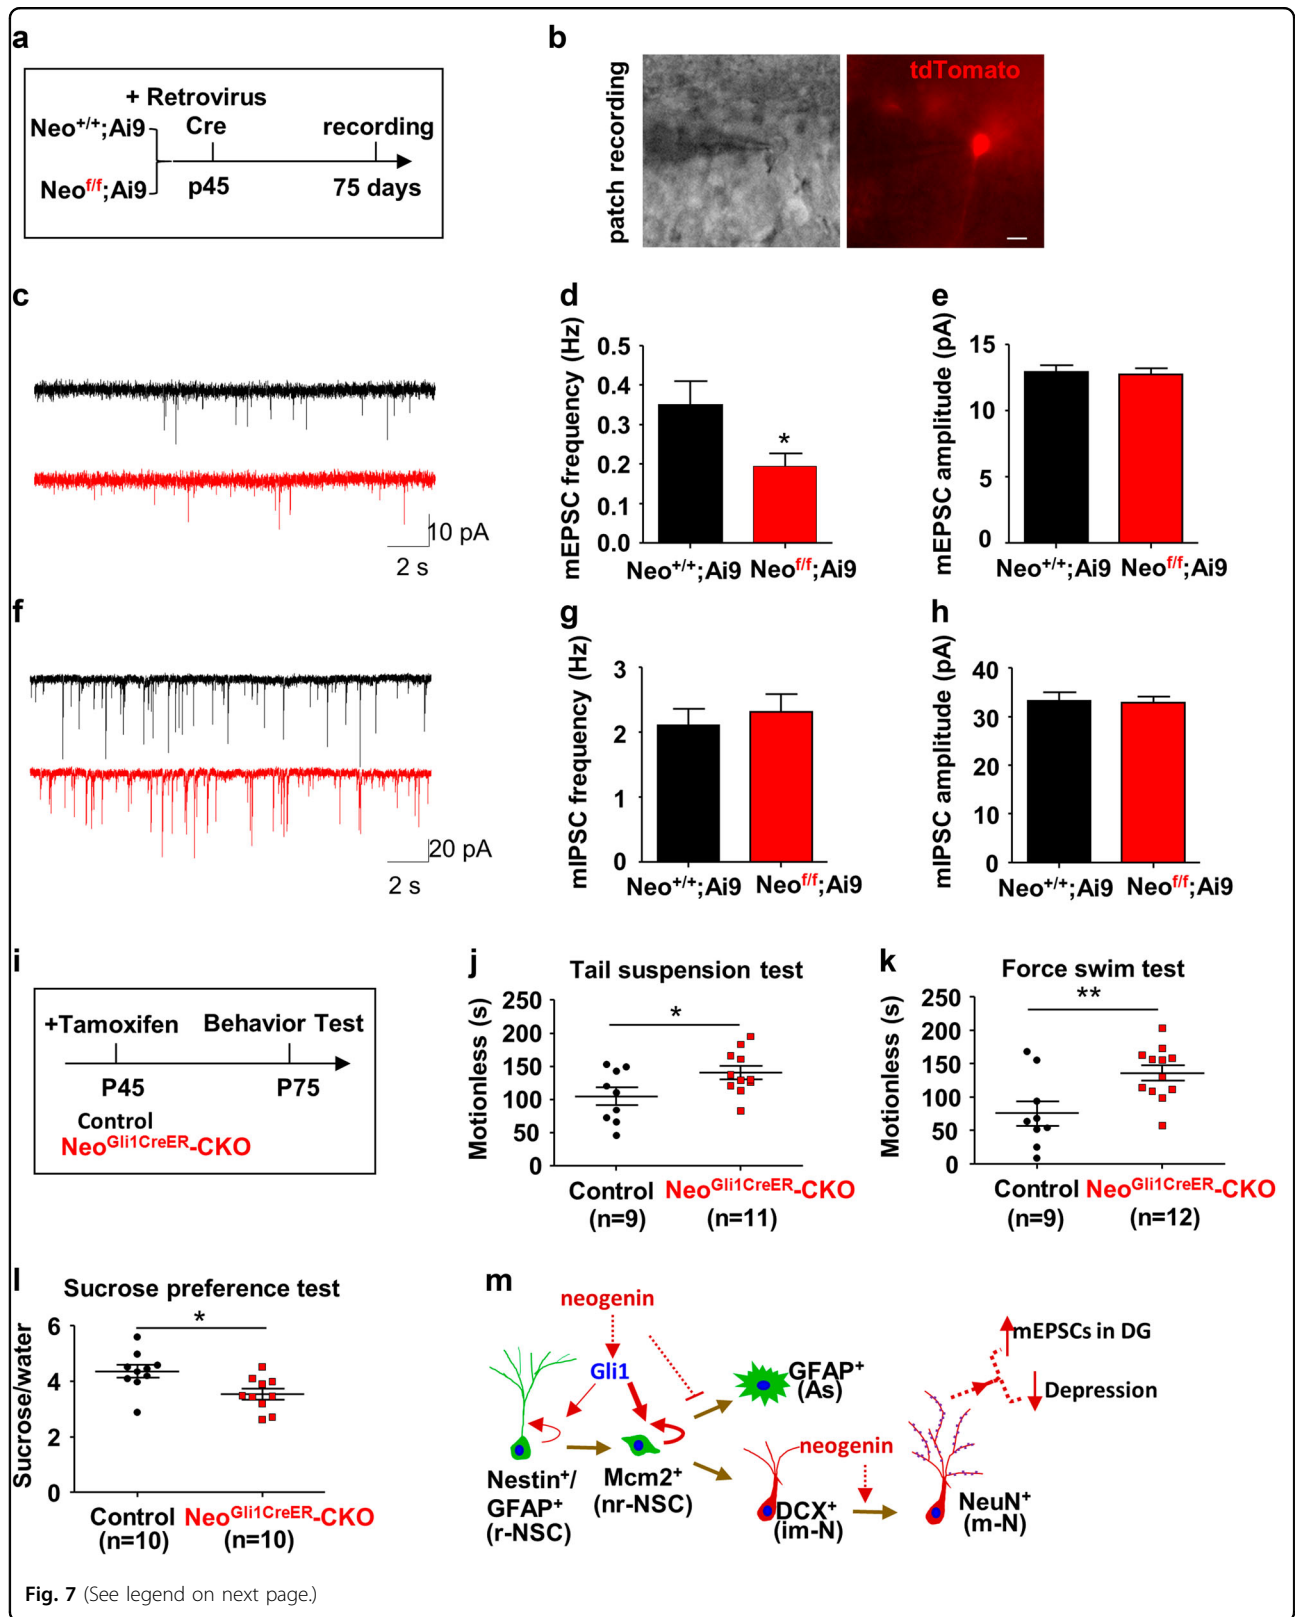 a
+ Retrovirus
Neo+/+;Ai9
Cre
recording
Neof/f;Ai9
p45
75 days
b
patch recording
tdTomato
c
10 pA
2 s
d
mEPSC frequency (Hz)
0.5
0.4
0.3
0.2
0.1
0.0
*
Neo+/+;Ai9 Neof/f;Ai9
e
mEPSC amplitude (pA)
15
10
5
0
Neo+/+;Ai9 Neof/f;Ai9
f
20 pA
2 s
g
mIPSC frequency (Hz)
3
2
1
0
Neo+/+;Ai9 Neof/f;Ai9
h
mIPSC amplitude (pA)
40
30
20
10
0
Neo+/+;Ai9 Neof/f;Ai9
i
+Tamoxifen Behavior Test
P45 P75
Control
NeoGli1CreER-CKO
j
Tail suspension test
Motionless (s)
250
200
150
100
50
0
*
Control NeoGli1CreER-CKO
(n=9) (n=11)
k
Force swim test
Motionless (s)
250
200
150
100
50
0
**
Control NeoGli1CreER-CKO
(n=9) (n=12)
l
Sucrose preference test
Sucrose/water
6
4
2
0
*
Control NeoGli1CreER-CKO
(n=10) (n=10)
m
neogenin
Gli1
GFAP+
(As)
mEPSCs in DG
Depression
neogenin
Nestin+/
GFAP+
(r-NSC)
Mcm2+
(nr-NSC)
DCX+
(im-N)
NeuN+
(m-N)
Fig. 7 (See legend on next page.)